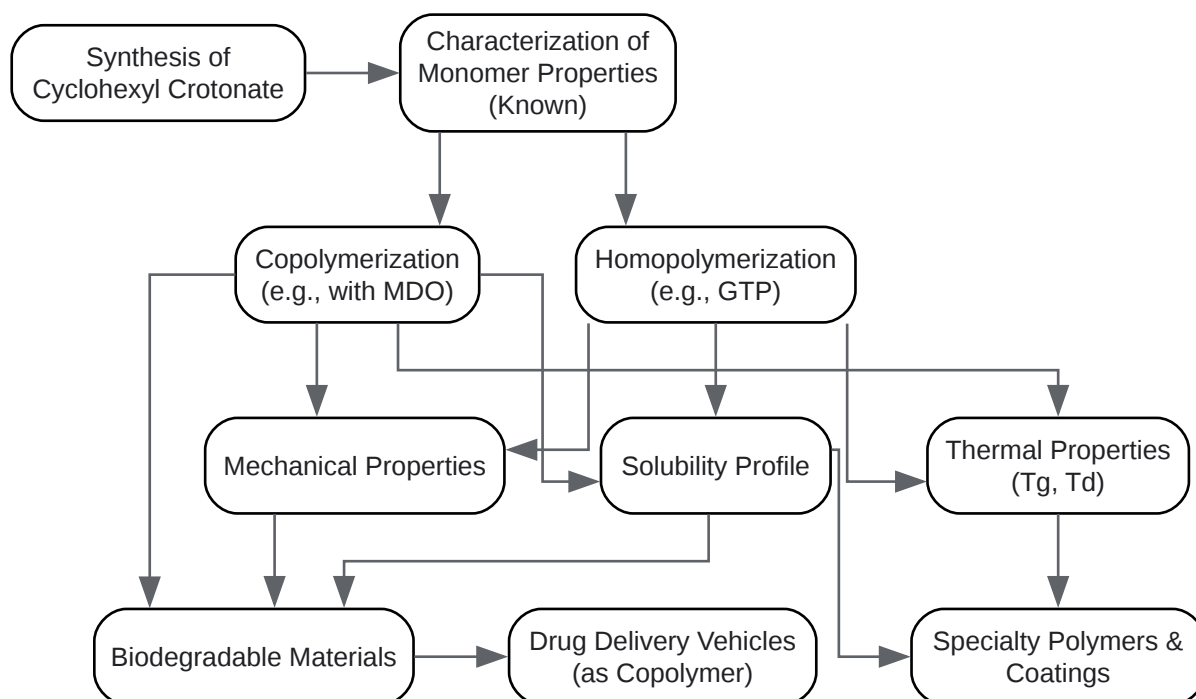 Synthesis of
Cyclohexyl Crotonate
Characterization of
Monomer Properties
(Known)
Copolymerization
(e.g., with MDO)
Homopolymerization
(e.g., GTP)
Mechanical Properties
Solubility Profile
Thermal Properties
(Tg, Td)
Biodegradable Materials
Drug Delivery Vehicles
(as Copolymer)
Specialty Polymers &
Coatings